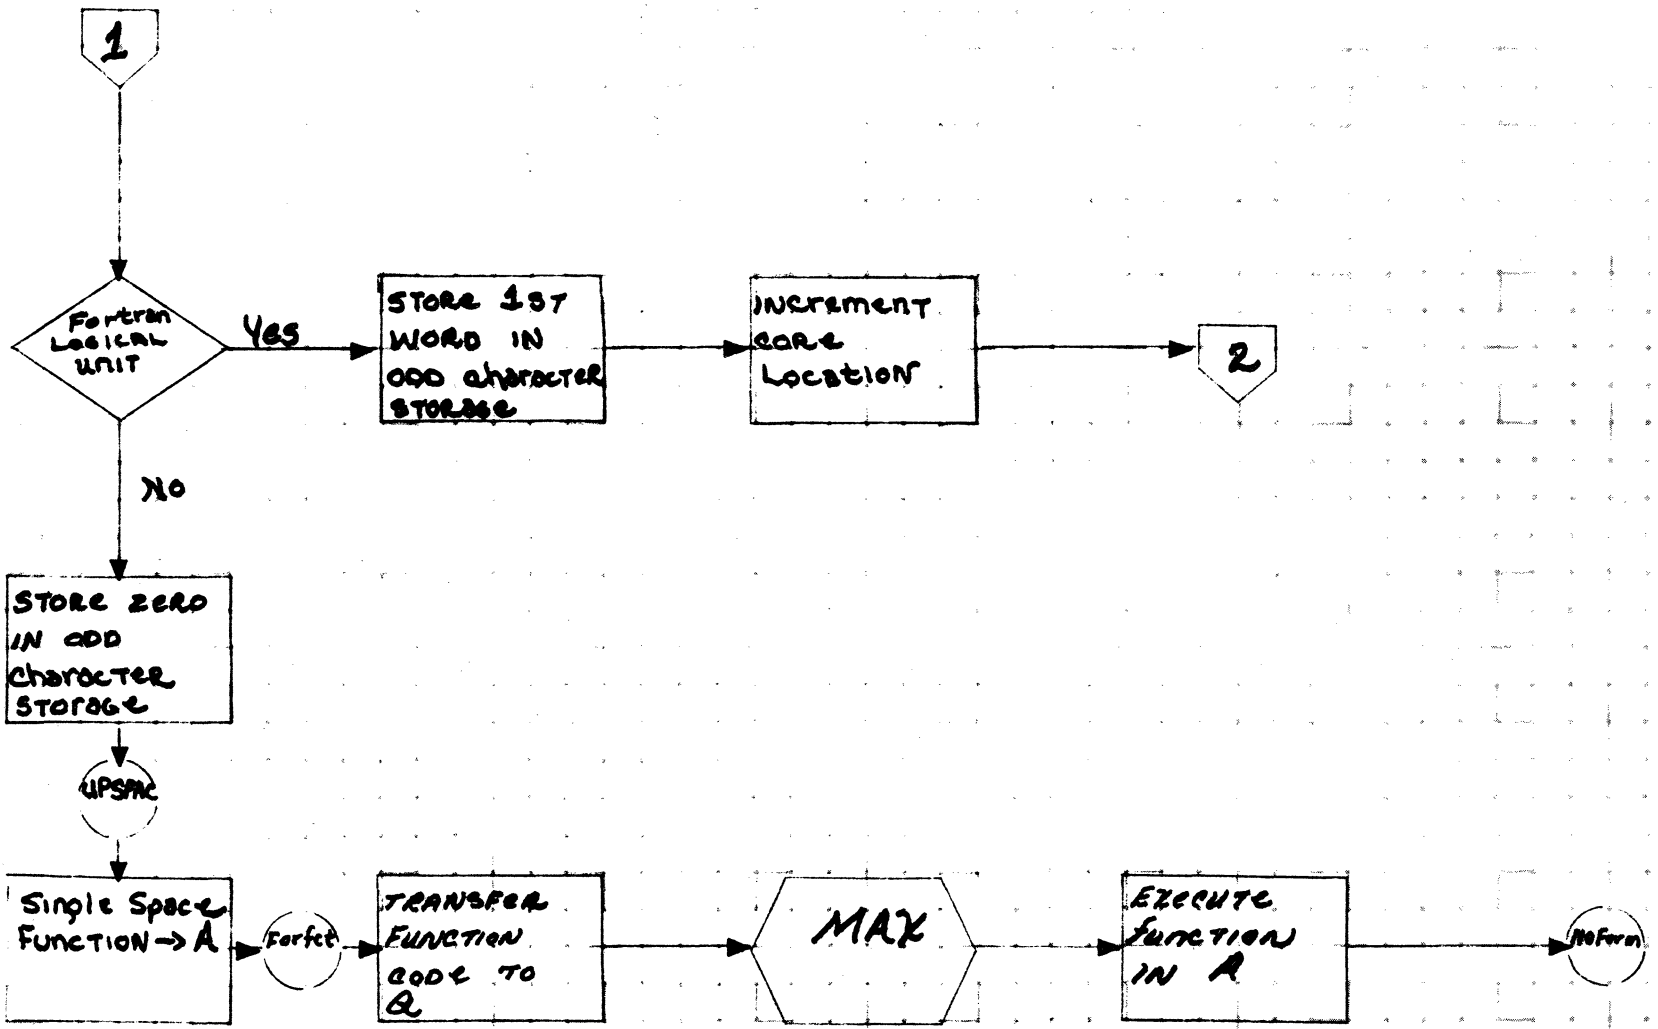 1
Fortran
LOGICAL
UNIT
Yes
STORE 1ST
WORD IN
ODD character
STORAGE
INCREMENT
CORE
LOCATION
2
NO
STORE ZERO
IN ODD
character
STORAGE
UPSPAC
Single Space
FUNCTION → A
Forfct
TRANSFER
FUNCTION
CODE TO
Q
MAX
EXECUTE
FUNCTION
IN A
NoForm